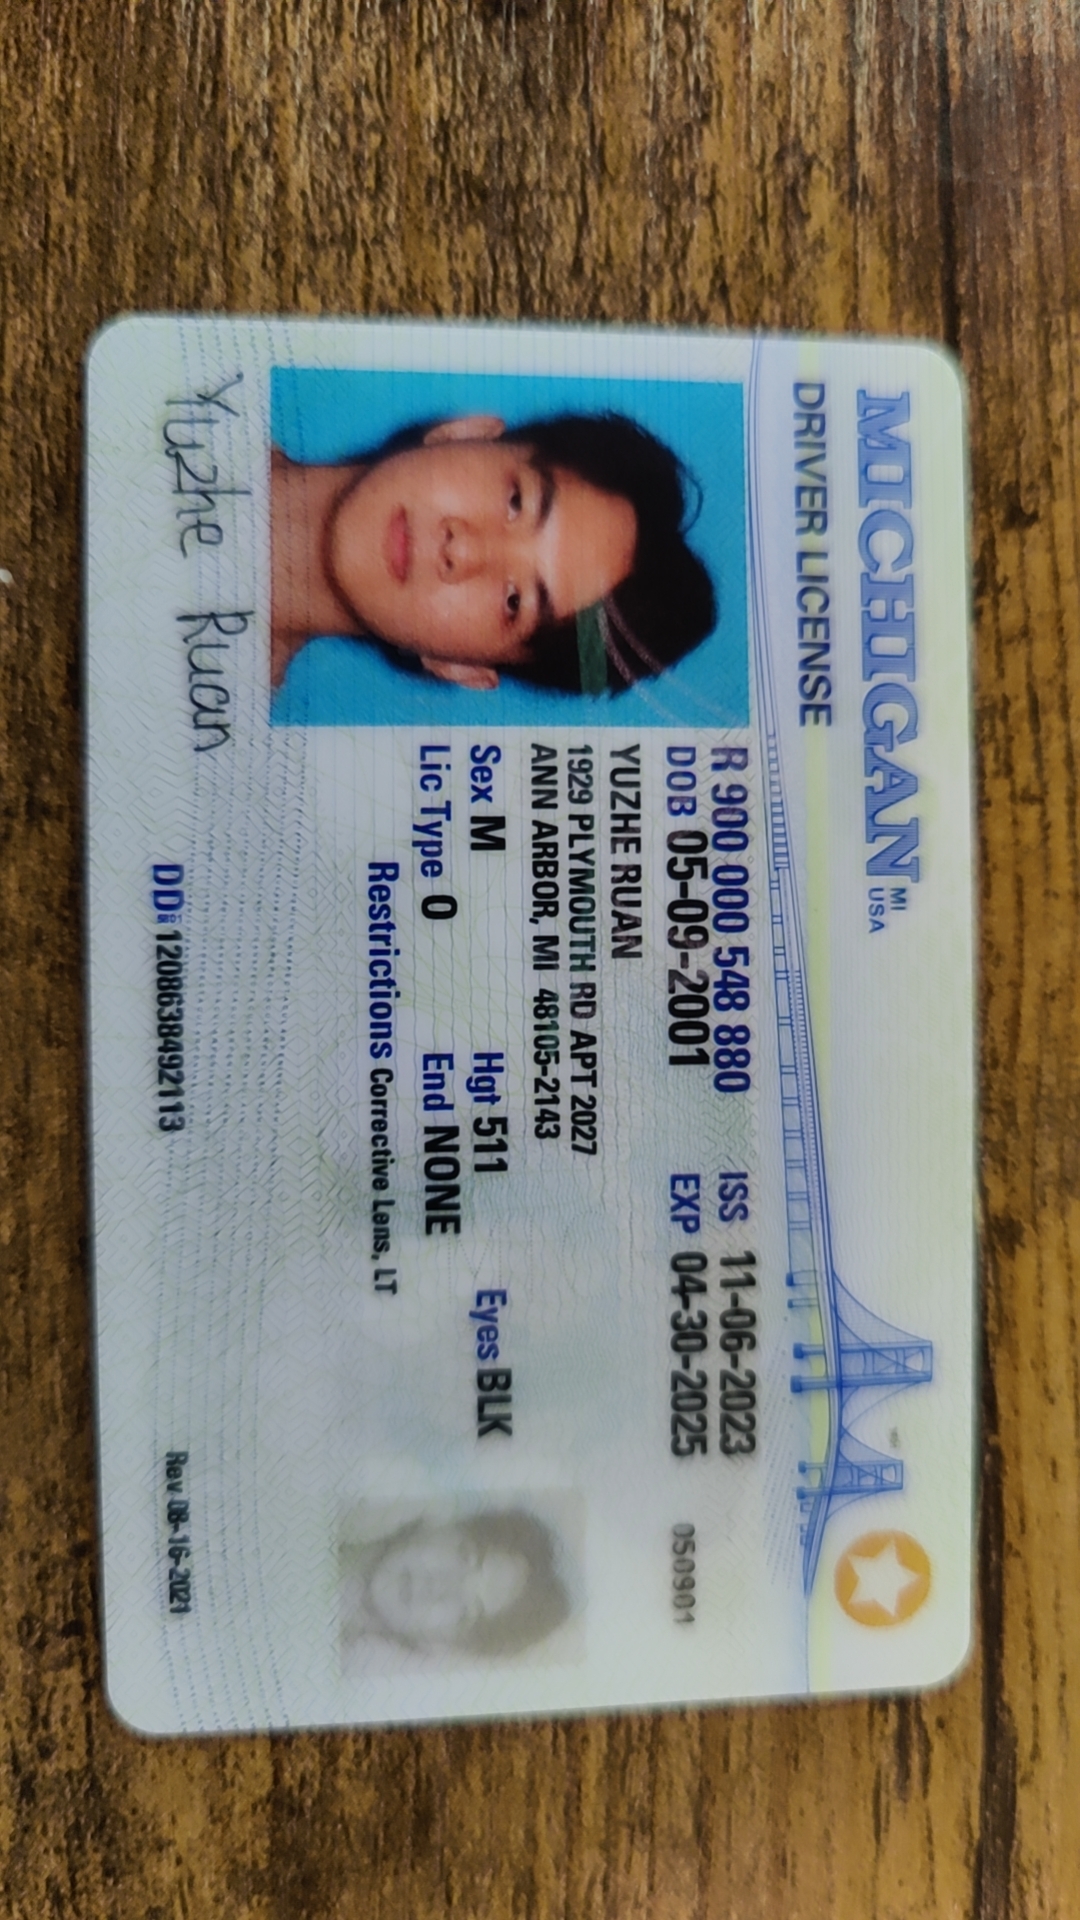 MICHIGAN MI
USA
DRIVER LICENSE
R 900 000 548 880 ISS 11-06-2023
DOB 05-09-2001 EXP 04-30-2025 050901
YUZHE RUAN
1929 PLYMOUTH RD APT 2027
ANN ARBOR, MI 48105-2143
Sex M Hgt 511 Eyes BLK
Lic Type O End NONE
Restrictions Corrective Lens, LT
Yuzhe Ruan
DD 1208638492113 Rev 08-16-2021